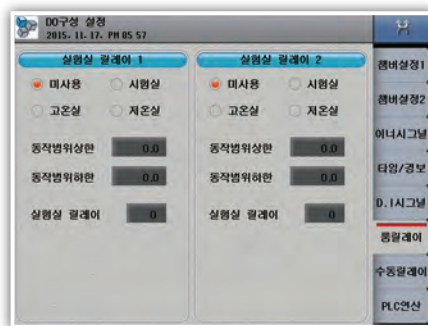 DO구성 설정
2015. 11. 17. PM 05 57
실험실 릴레이 1
미사용 시험실
고온실 저온실
동작범위상한 0.0
동작범위하한 0.0
실험실 릴레이 0
실험실 릴레이 2
미사용 시험실
고온실 저온실
동작범위상한 0.0
동작범위하한 0.0
실험실 릴레이 0
챔버설정1
챔버설정2
이너시그널
타임/경보
D.I시그널
룸릴레이
수동릴레이
PLC연산